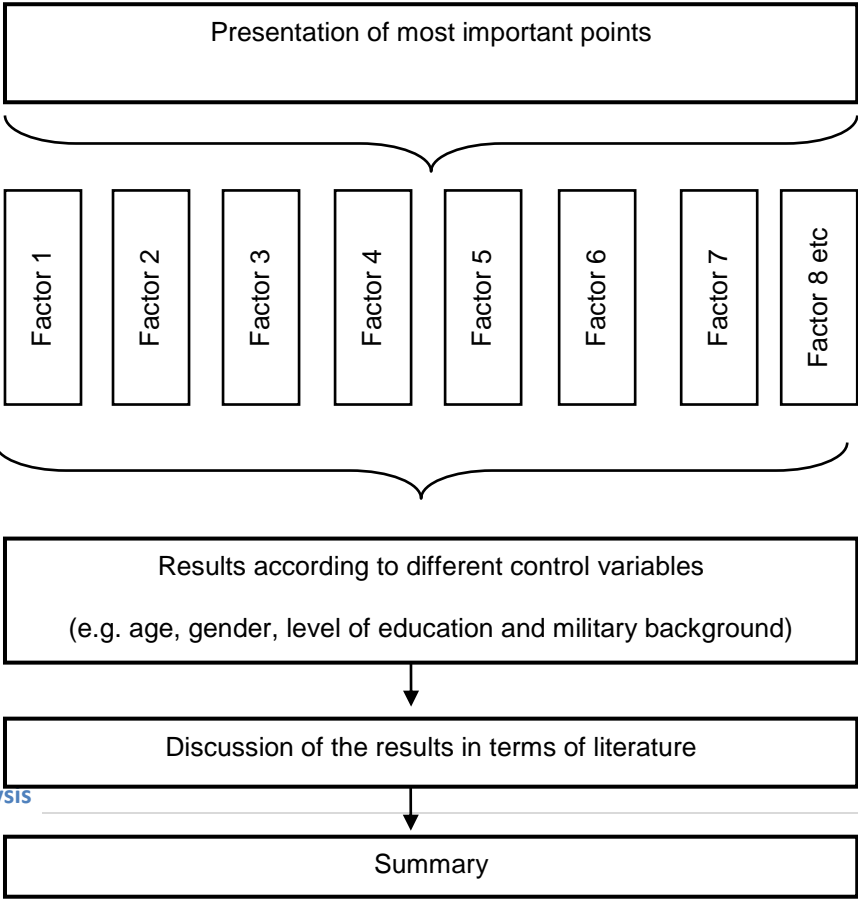 Presentation of most important points
Factor 1
Factor 2
Factor 3
Factor 4
Factor 5
Factor 6
Factor 7
Factor 8 etc
Results according to different control variables
(e.g. age, gender, level of education and military background)
Discussion of the results in terms of literature
Summary